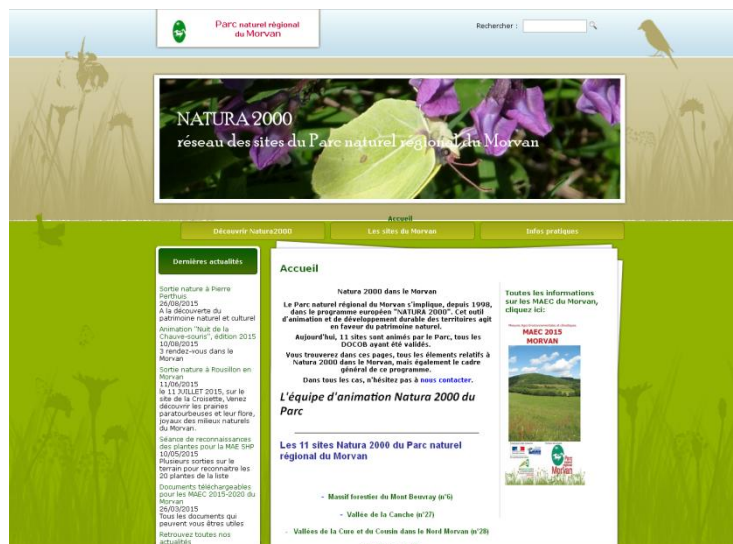 Parc naturel régional
du Morvan
Rechercher :
NATURA 2000
réseau des sites du Parc naturel régional du Morvan
Accueil
Découvrir Natura2000
Les sites du Morvan
Infos pratiques
Dernières actualités
Sortie nature à Pierre
Perthuis
26/08/2015
A la découverte du
patrimoine naturel et culturel
Animation "Nuit de la
Chauve-souris", édition 2015
10/08/2015
3 rendez-vous dans le
Morvan
Sortie nature à Rousillon en
Morvan
11/06/2015
le 11 JUILLET 2015, sur le
site de la Croisette, Venez
découvrir les prairies
paratourbeuses et leur flore,
joyaux des milieux naturels
du Morvan.
Séance de reconnaissances
des plantes pour la MAE SHP
10/05/2015
Plusieurs sorties sur le
terrain pour reconnaitre les
20 plantes de la liste
Documents téléchargeables
pour les MAEC 2015-2020 du
Morvan
26/03/2015
Tous les documents qui
peuvent vous êtres utiles
Retrouvez toutes nos
actualités
Accueil
Natura 2000 dans le Morvan
Le Parc naturel régional du Morvan s'implique, depuis 1998,
dans le programme européen "NATURA 2000". Cet outil
d'animation et de développement durable des territoires agit
en faveur du patrimoine naturel.
Aujourd'hui, 11 sites sont animés par le Parc, tous les
DOCOB ayant été validés.
Vous trouverez dans ces pages, tous les élements relatifs à
Natura 2000 dans le Morvan, mais également le cadre
général de ce programme.
Dans tous les cas, n'hésitez pas à nous contacter.
L'équipe d'animation Natura 2000 du
Parc
Les 11 sites Natura 2000 du Parc naturel
régional du Morvan
- Massif forestier du Mont Beuvray (n°6)
- Vallée de la Canche (n°27)
- Vallées de la Cure et du Cousin dans le Nord Morvan (n°28)
Toutes les informations
sur les MAEC du Morvan,
cliquez ici:
MAEC 2015
MORVAN